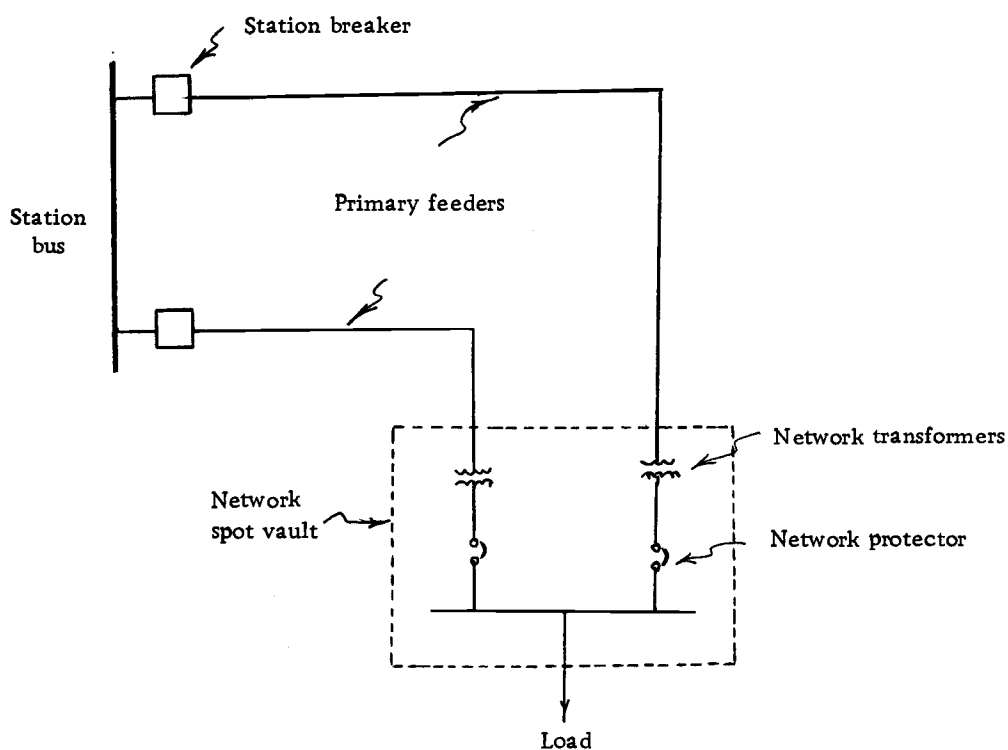 Station breaker
Primary feeders
Station
bus
Network transformers
Network
spot vault
Network protector
Load